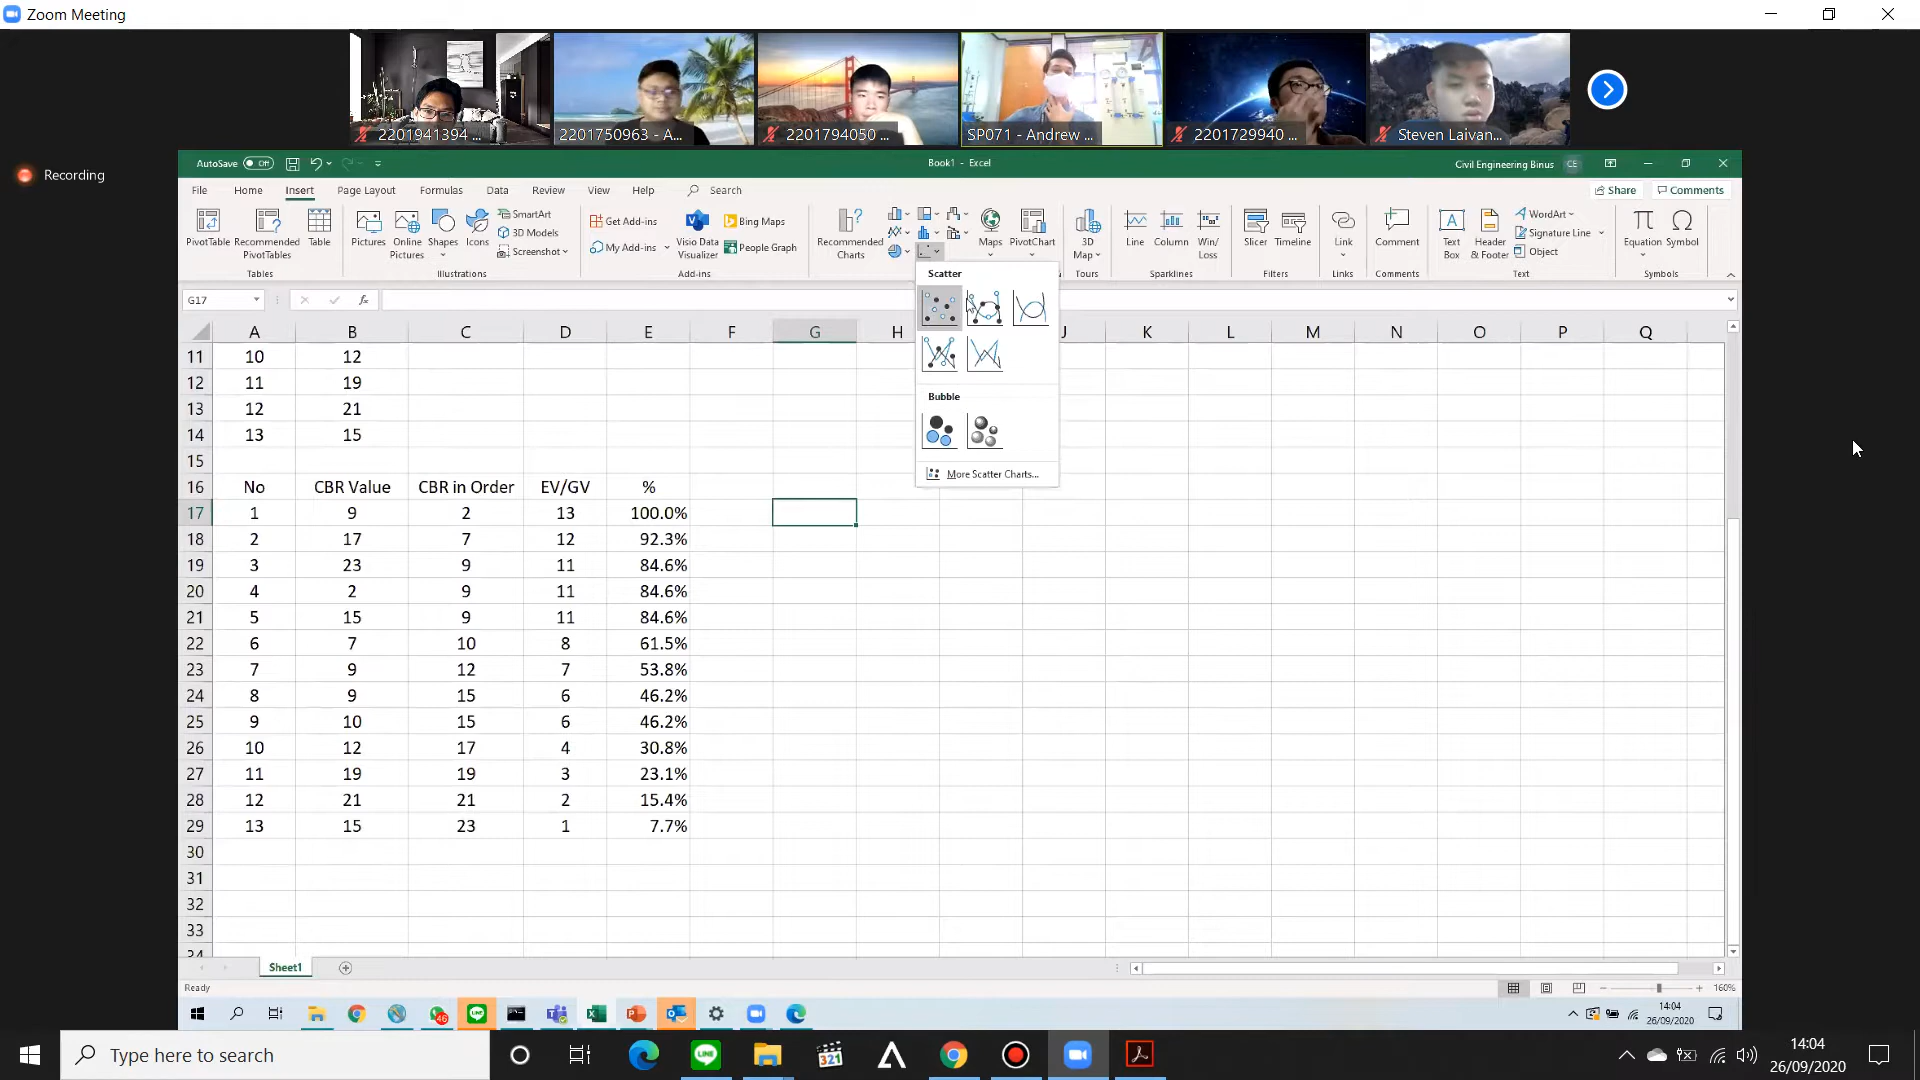 Zoom Meeting
2201941394 ...
2201750963 - A...
2201794050 ...
SP071 - Andrew ...
2201729940 ...
Steven Laivan...
Recording
AutoSave Off
Book1 - Excel
Civil Engineering Binus CE
File Home Insert Page Layout Formulas Data Review View Help Search
Share Comments
PivotTable Recommended PivotTables Table
Tables
Pictures Online Pictures Shapes Icons SmartArt 3D Models Screenshot
Illustrations
Get Add-ins My Add-ins Visio Data Visualizer Bing Maps People Graph
Add-ins
Recommended Charts Maps PivotChart
3D Map
Tours
Line Column Win/Loss
Sparklines
Slicer Timeline
Filters
Link
Links
Comment
Comments
Text Box Header & Footer WordArt Signature Line Object
Text
Equation Symbol
Symbols
Scatter
Bubble
More Scatter Charts...
G17 fx
A B C D E F G H J K L M N O P Q
11 10 12
12 11 19
13 12 21
14 13 15
15
16 No CBR Value CBR in Order EV/GV %
17 1 9 2 13 100.0%
18 2 17 7 12 92.3%
19 3 23 9 11 84.6%
20 4 2 9 11 84.6%
21 5 15 9 11 84.6%
22 6 7 10 8 61.5%
23 7 9 12 7 53.8%
24 8 9 15 6 46.2%
25 9 10 15 6 46.2%
26 10 12 17 4 30.8%
27 11 19 19 3 23.1%
28 12 21 21 2 15.4%
29 13 15 23 1 7.7%
30
31
32
33
34
Sheet1
Ready
160%
46
14:04
26/09/2020
Type here to search
321
14:04
26/09/2020